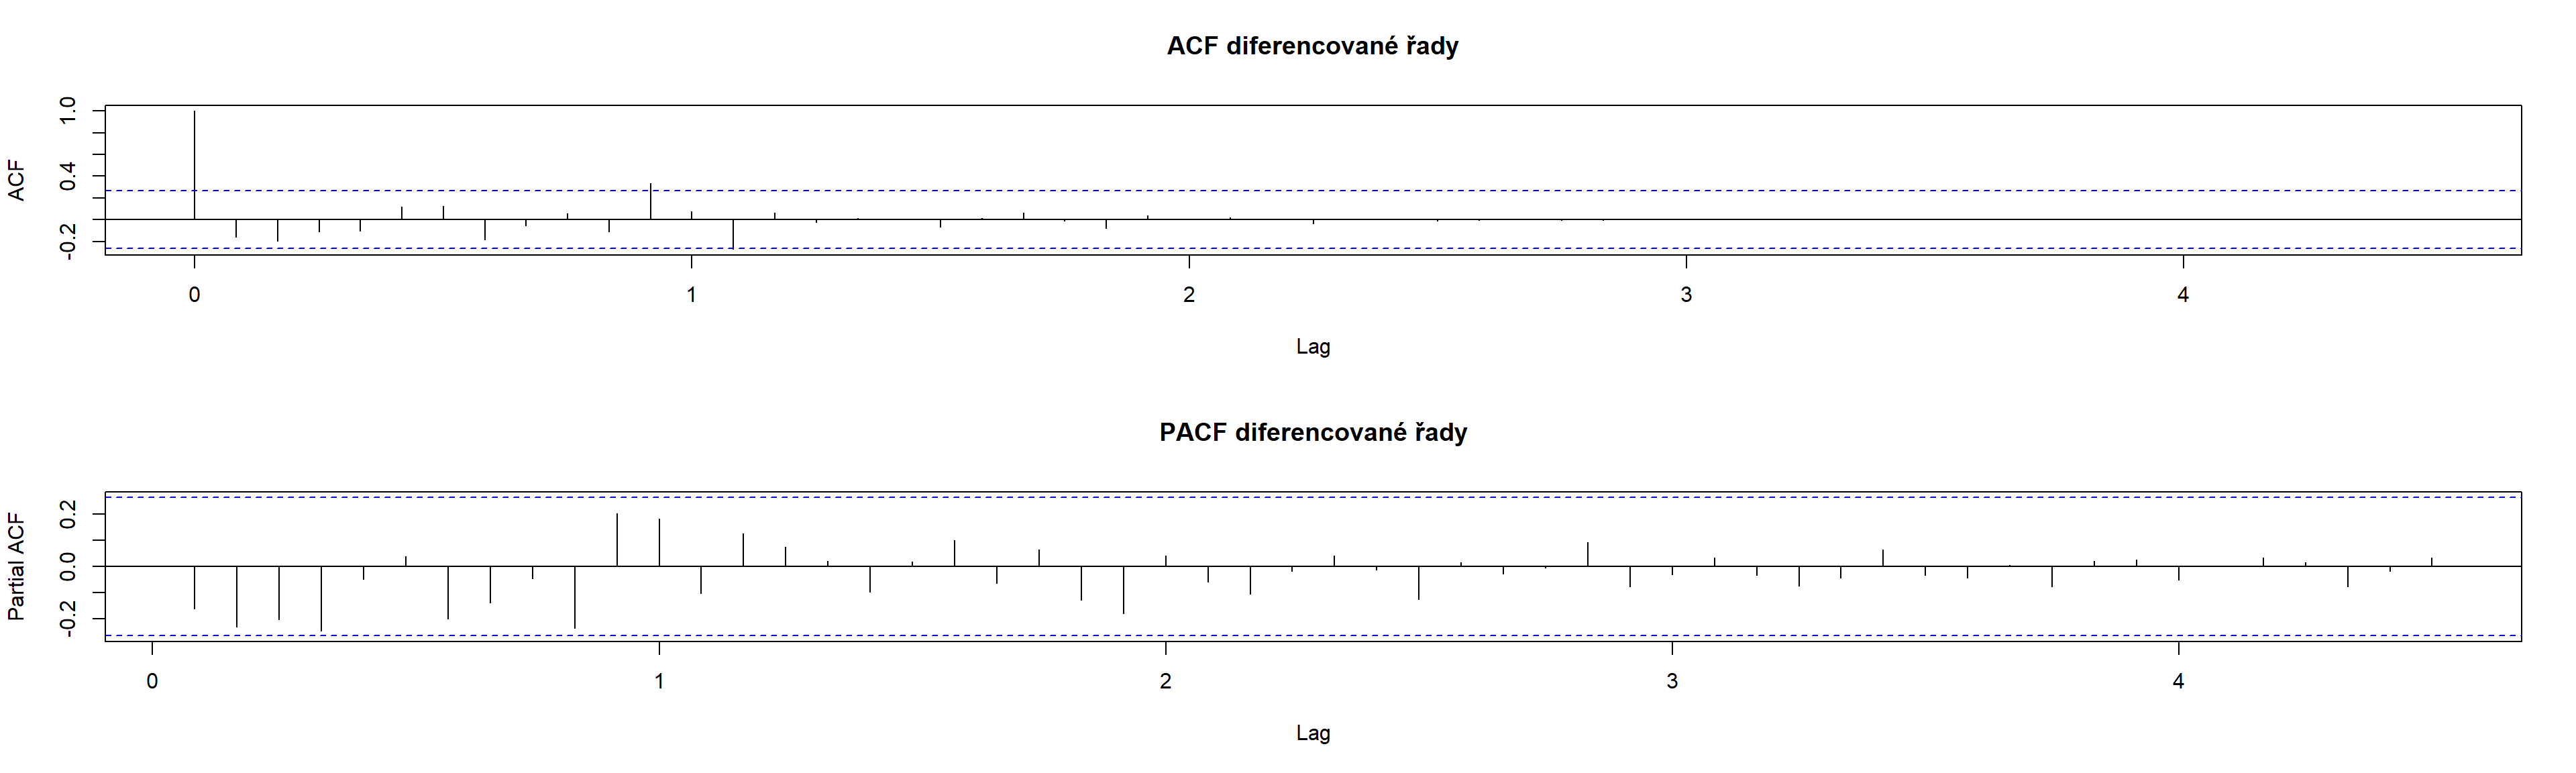 ACF diferencované řady
ACF
1.0
0.4
-0.2
0 1 2 3 4
Lag
PACF diferencované řady
Partial ACF
0.2
0.0
-0.2
0 1 2 3 4
Lag